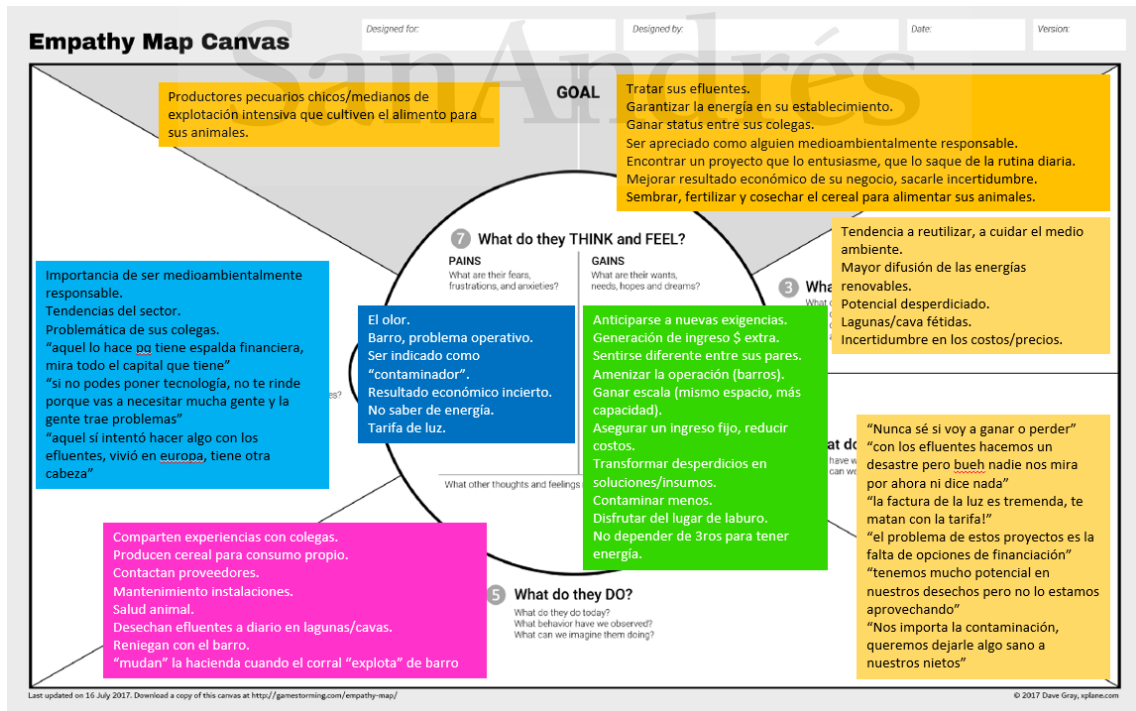 SanAndrés
Empathy Map Canvas
Designed for:
Designed by:
Date:
Version:
Productores pecuarios chicos/medianos de
explotación intensiva que cultiven el alimento para
sus animales.
GOAL
Tratar sus efluentes.
Garantizar la energía en su establecimiento.
Ganar status entre sus colegas.
Ser apreciado como alguien medioambientalmente responsable.
Encontrar un proyecto que lo entusiasme, que lo saque de la rutina diaria.
Mejorar resultado económico de su negocio, sacarle incertidumbre.
Sembrar, fertilizar y cosechar el cereal para alimentar sus animales.
7 What do they THINK and FEEL?
PAINS
What are their fears,
frustrations, and anxieties?
GAINS
What are their wants,
needs, hopes and dreams?
3
Tendencia a reutilizar, a cuidar el medio
ambiente.
Mayor difusión de las energías
renovables.
Potencial desperdiciado.
Lagunas/cava fétidas.
Incertidumbre en los costos/precios.
Importancia de ser medioambientalmente
responsable.
Tendencias del sector.
Problemática de sus colegas.
“aquel lo hace pq tiene espalda financiera,
mira todo el capital que tiene”
“si no podes poner tecnología, no te rinde
porque vas a necesitar mucha gente y la
gente trae problemas”
“aquel sí intentó hacer algo con los
efluentes, vivió en europa, tiene otra
cabeza”
El olor.
Barro, problema operativo.
Ser indicado como
“contaminador”.
Resultado económico incierto.
No saber de energía.
Tarifa de luz.
Anticiparse a nuevas exigencias.
Generación de ingreso $ extra.
Sentirse diferente entre sus pares.
Amenizar la operación (barros).
Ganar escala (mismo espacio, más
capacidad).
Asegurar un ingreso fijo, reducir
costos.
Transformar desperdicios en
soluciones/insumos.
Contaminar menos.
Disfrutar del lugar de laburo.
No depender de 3ros para tener
energía.
What other thoughts and feelings
“Nunca sé si voy a ganar o perder”
“con los efluentes hacemos un
desastre pero bueh nadie nos mira
por ahora ni dice nada”
“la factura de la luz es tremenda, te
matan con la tarifa!”
“el problema de estos proyectos es la
falta de opciones de financiación”
“tenemos mucho potencial en
nuestros desechos pero no lo estamos
aprovechando”
“Nos importa la contaminación,
queremos dejarle algo sano a
nuestros nietos”
Comparten experiencias con colegas.
Producen cereal para consumo propio.
Contactan proveedores.
Mantenimiento instalaciones.
Salud animal.
Desechan efluentes a diario en lagunas/cavas.
Reniegan con el barro.
“mudan” la hacienda cuando el corral “explota” de barro
5 What do they DO?
What do they do today?
What behavior have we observed?
What can we imagine them doing?
Last updated on 16 July 2017. Download a copy of this canvas at http://gamestorming.com/empathy-map/
© 2017 Dave Gray, xplane.com